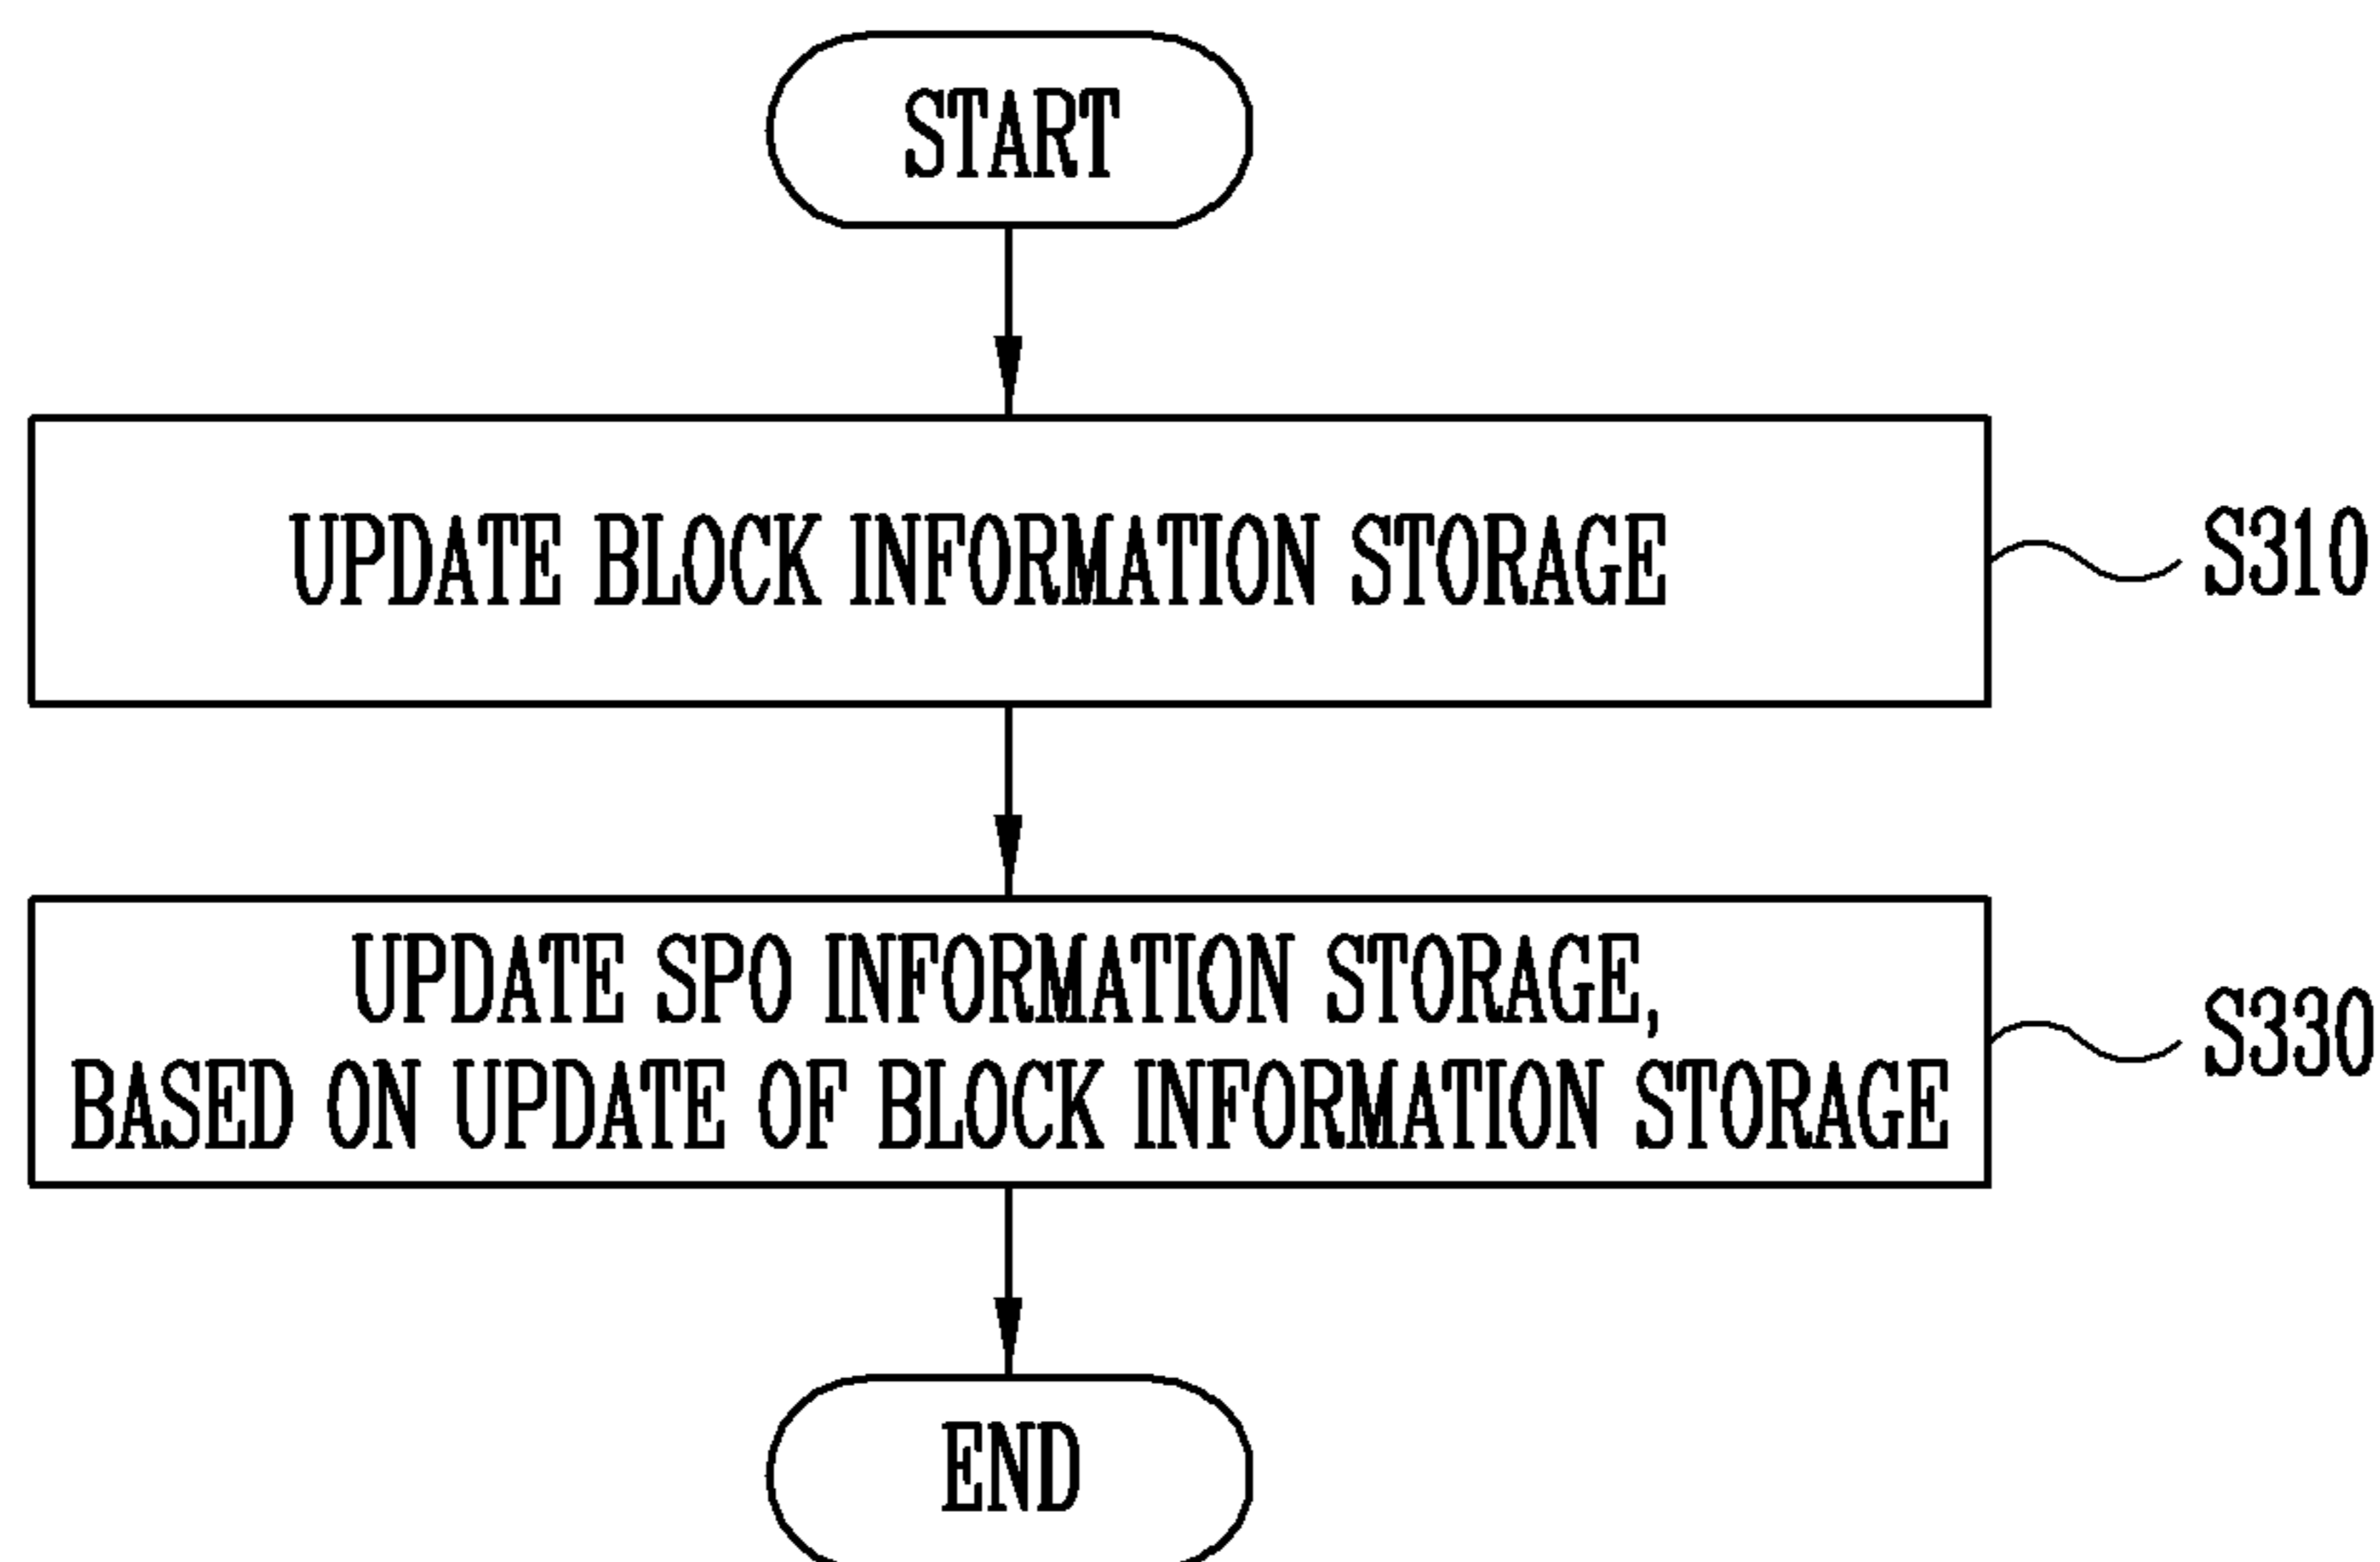 START
UPDATE BLOCK INFORMATION STORAGE
S310
UPDATE SPO INFORMATION STORAGE,
BASED ON UPDATE OF BLOCK INFORMATION STORAGE
S330
END